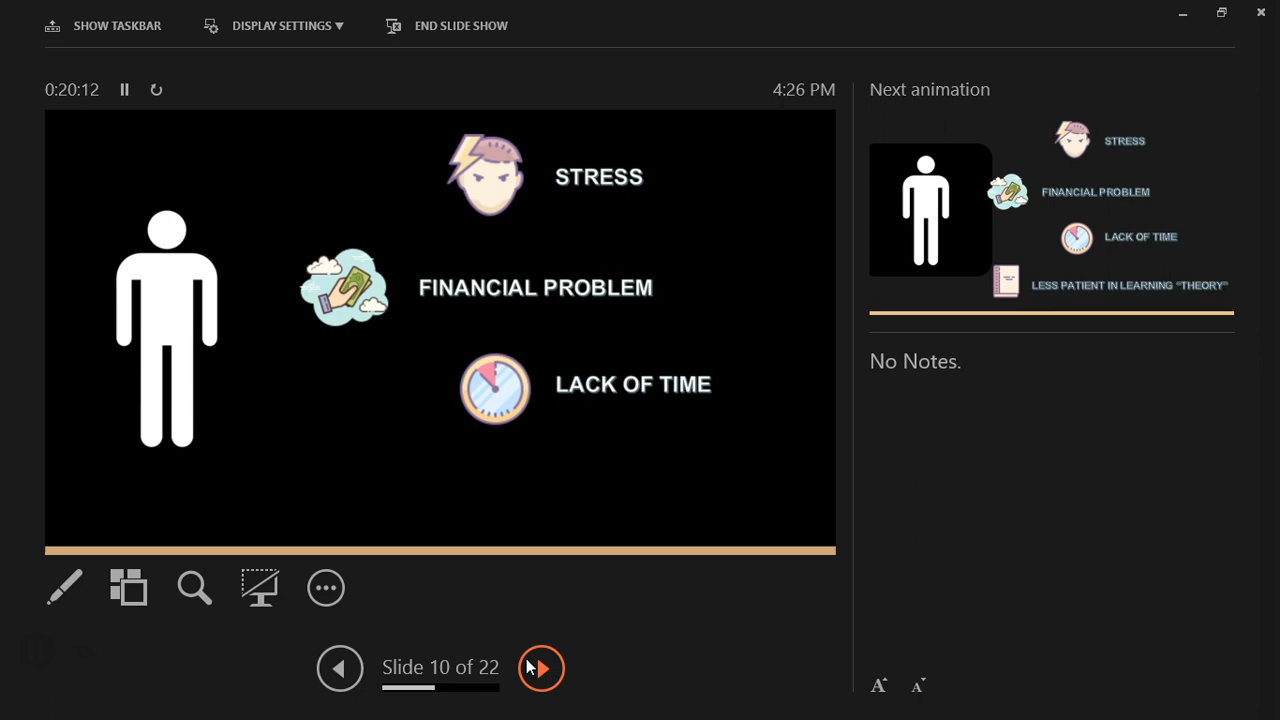 SHOW TASKBAR
DISPLAY SETTINGS ▼
END SLIDE SHOW
0:20:12
4:26 PM
STRESS
FINANCIAL PROBLEM
LACK OF TIME
Next animation
STRESS
FINANCIAL PROBLEM
LACK OF TIME
LESS PATIENT IN LEARNING “THEORY”
No Notes.
Slide 10 of 22
A A